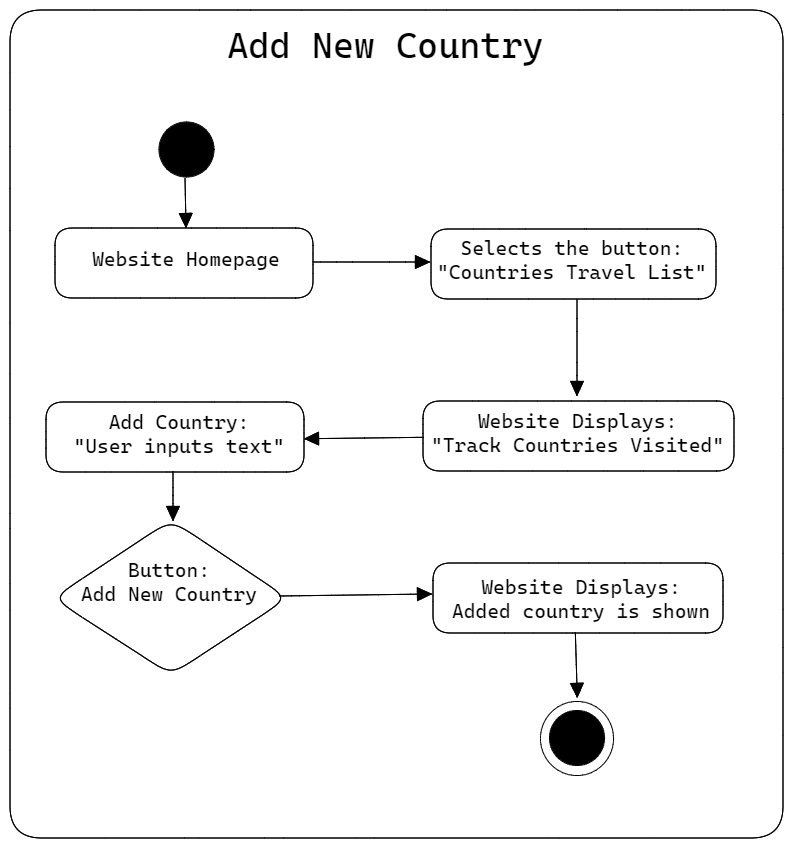 Add New Country
Website Homepage
Selects the button:
"Countries Travel List"
Website Displays:
"Track Countries Visited"
Add Country:
"User inputs text"
Button:
Add New Country
Website Displays:
Added country is shown